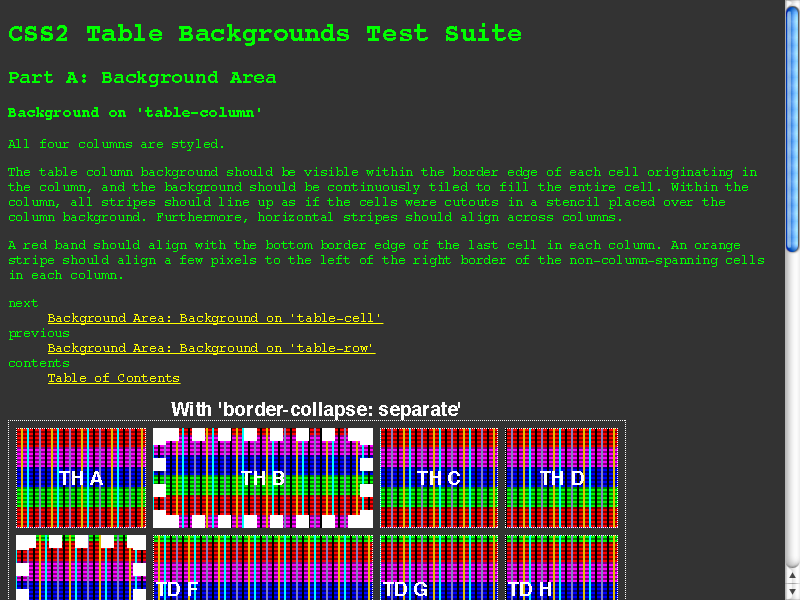 CSS2 Table Backgrounds Test Suite
Part A: Background Area
Background on 'table-column'
All four columns are styled.
The table column background should be visible within the border edge of each cell originating in
the column, and the background should be continuously tiled to fill the entire cell. Within the
column, all stripes should line up as if the cells were cutouts in a stencil placed over the
column background. Furthermore, horizontal stripes should align across columns.
A red band should align with the bottom border edge of the last cell in each column. An orange
stripe should align a few pixels to the left of the right border of the non-column-spanning cells
in each column.
next
Background Area: Background on 'table-cell'
previous
Background Area: Background on 'table-row'
contents
Table of Contents
With 'border-collapse: separate'
TH A TH B TH C TH D
TD F TD G TD H